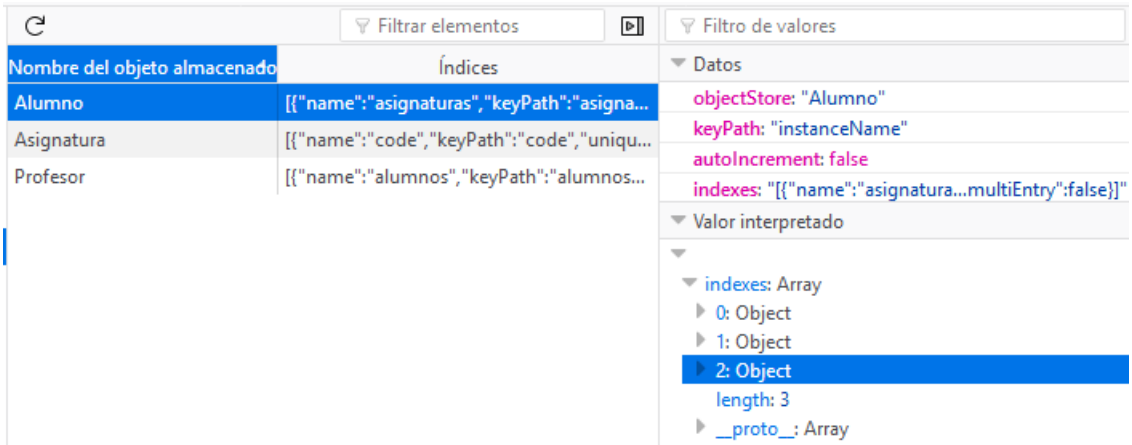 Filtrar elementos
Filtro de valores
Nombre del objeto almacenado
Índices
Datos
Alumno
[{"name":"asignaturas","keyPath":"asigna...
objectStore: "Alumno"
Asignatura
[{"name":"code","keyPath":"code","uniqu...
keyPath: "instanceName"
autoIncrement: false
Profesor
[{"name":"alumnos","keyPath":"alumnos...
indexes: "[{"name":"asignatura...multiEntry":false}]"
Valor interpretado
indexes: Array
0: Object
1: Object
2: Object
length: 3
__proto__: Array